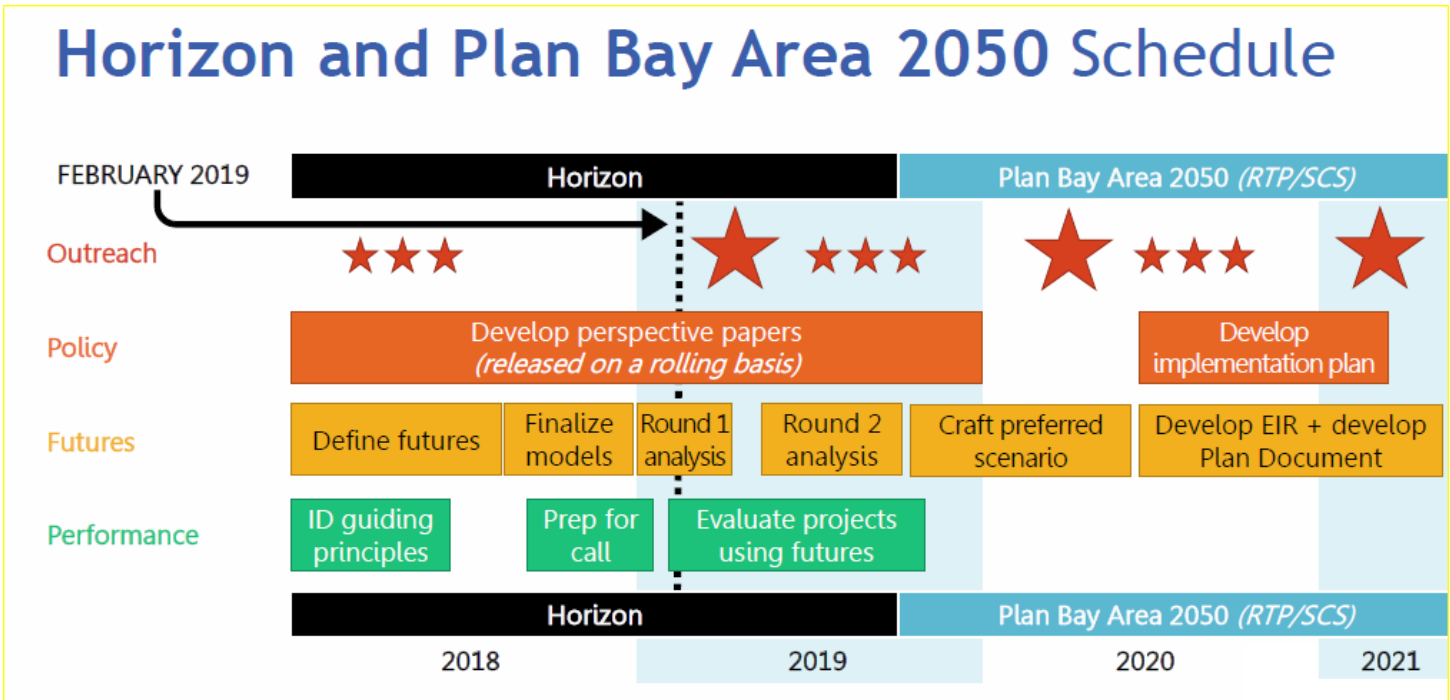 Horizon and Plan Bay Area 2050 Schedule
FEBRUARY 2019
Horizon
Plan Bay Area 2050 (RTP/SCS)
Outreach
Policy
Develop perspective papers
(released on a rolling basis)
Develop
implementation plan
Futures
Define futures
Finalize
models
Round 1
analysis
Round 2
analysis
Craft preferred
scenario
Develop EIR + develop
Plan Document
Performance
ID guiding
principles
Prep for
call
Evaluate projects
using futures
Horizon
Plan Bay Area 2050 (RTP/SCS)
2018
2019
2020
2021